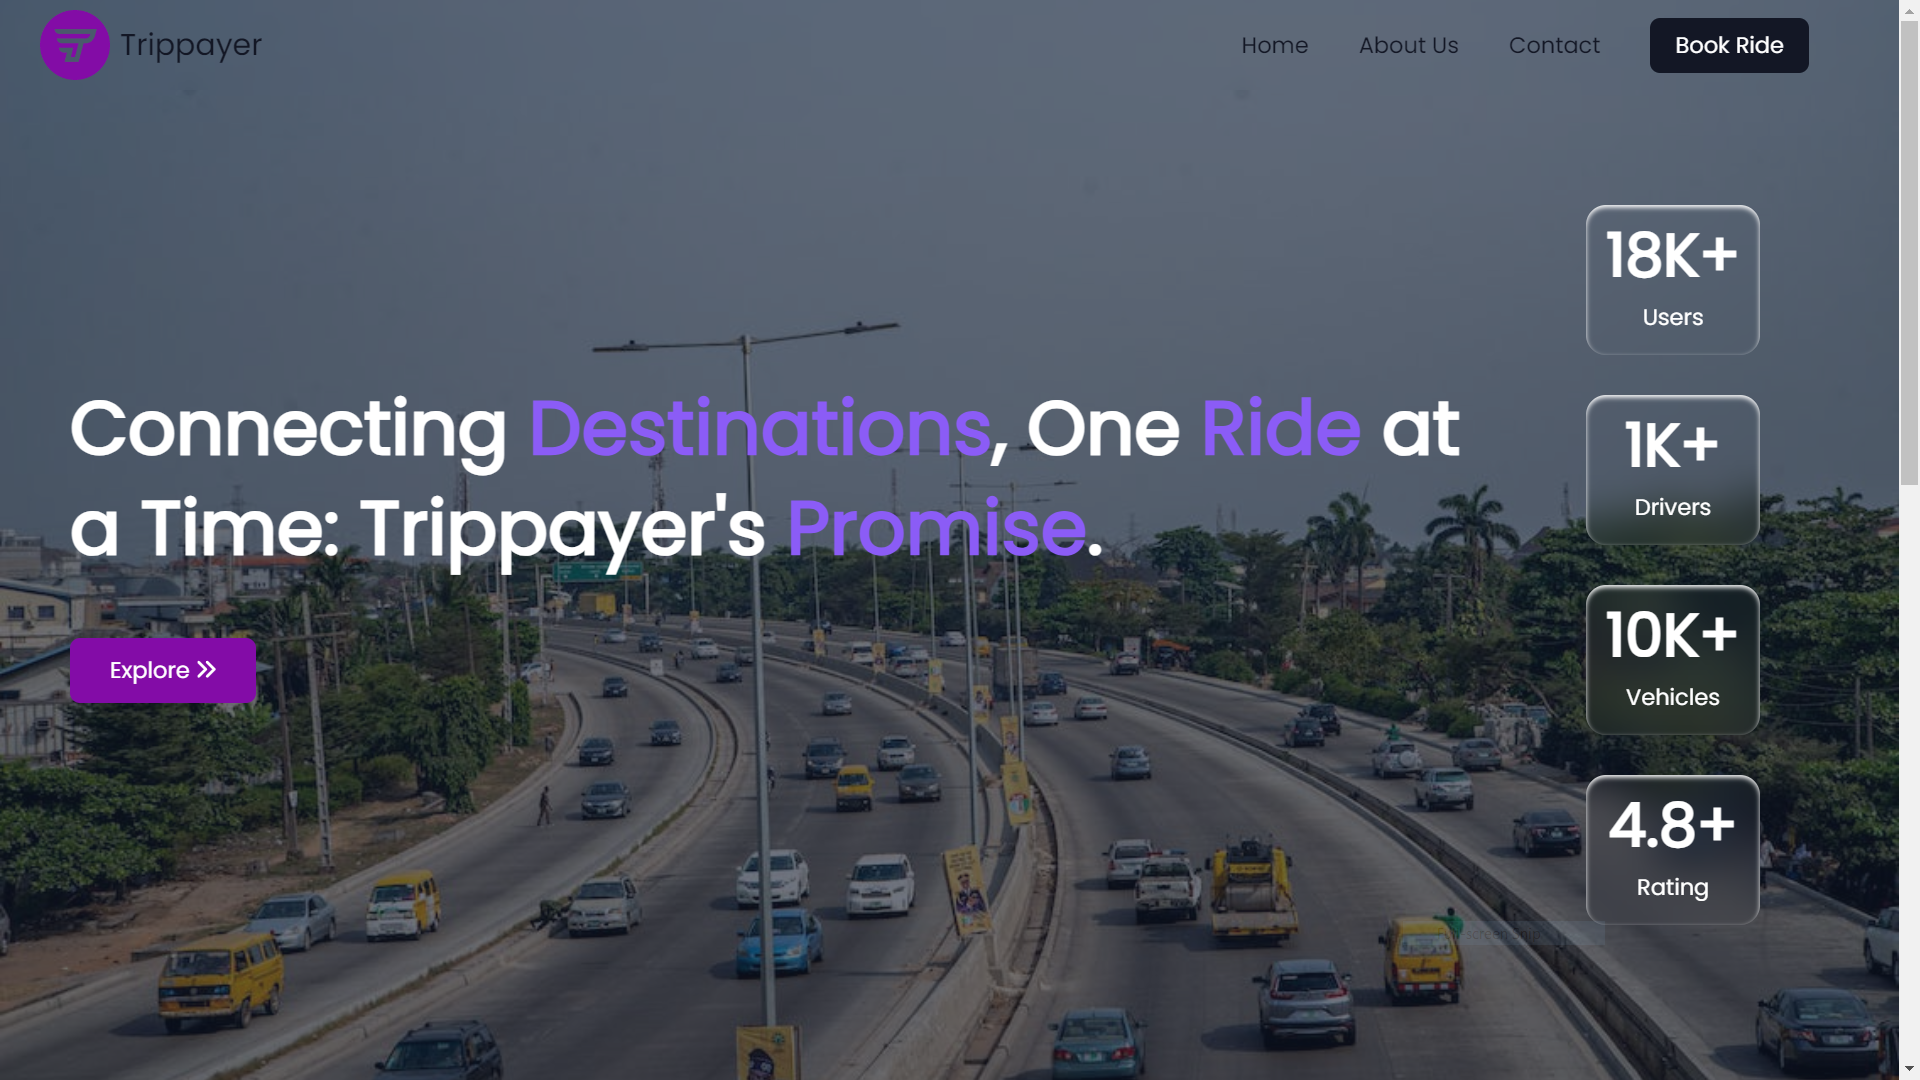 Trippayer
Home
About Us
Contact
Book Ride
18K+
Users
Connecting Destinations, One Ride at
a Time: Trippayer's Promise.
1K+
Drivers
Explore
10K+
Vehicles
4.8+
Rating